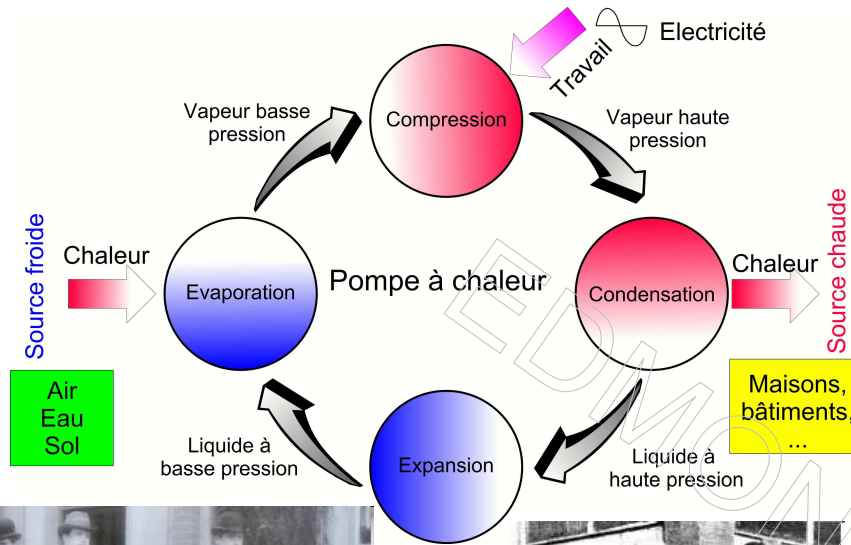 Electricité
Travail
Compression
Vapeur basse
pression
Vapeur haute
pression
Source froide
Chaleur
Evaporation
Pompe à chaleur
Condensation
Chaleur
Source chaude
Air
Eau
Sol
Maisons,
bâtiments,
...
Liquide à
basse pression
Expansion
Liquide à
haute pression